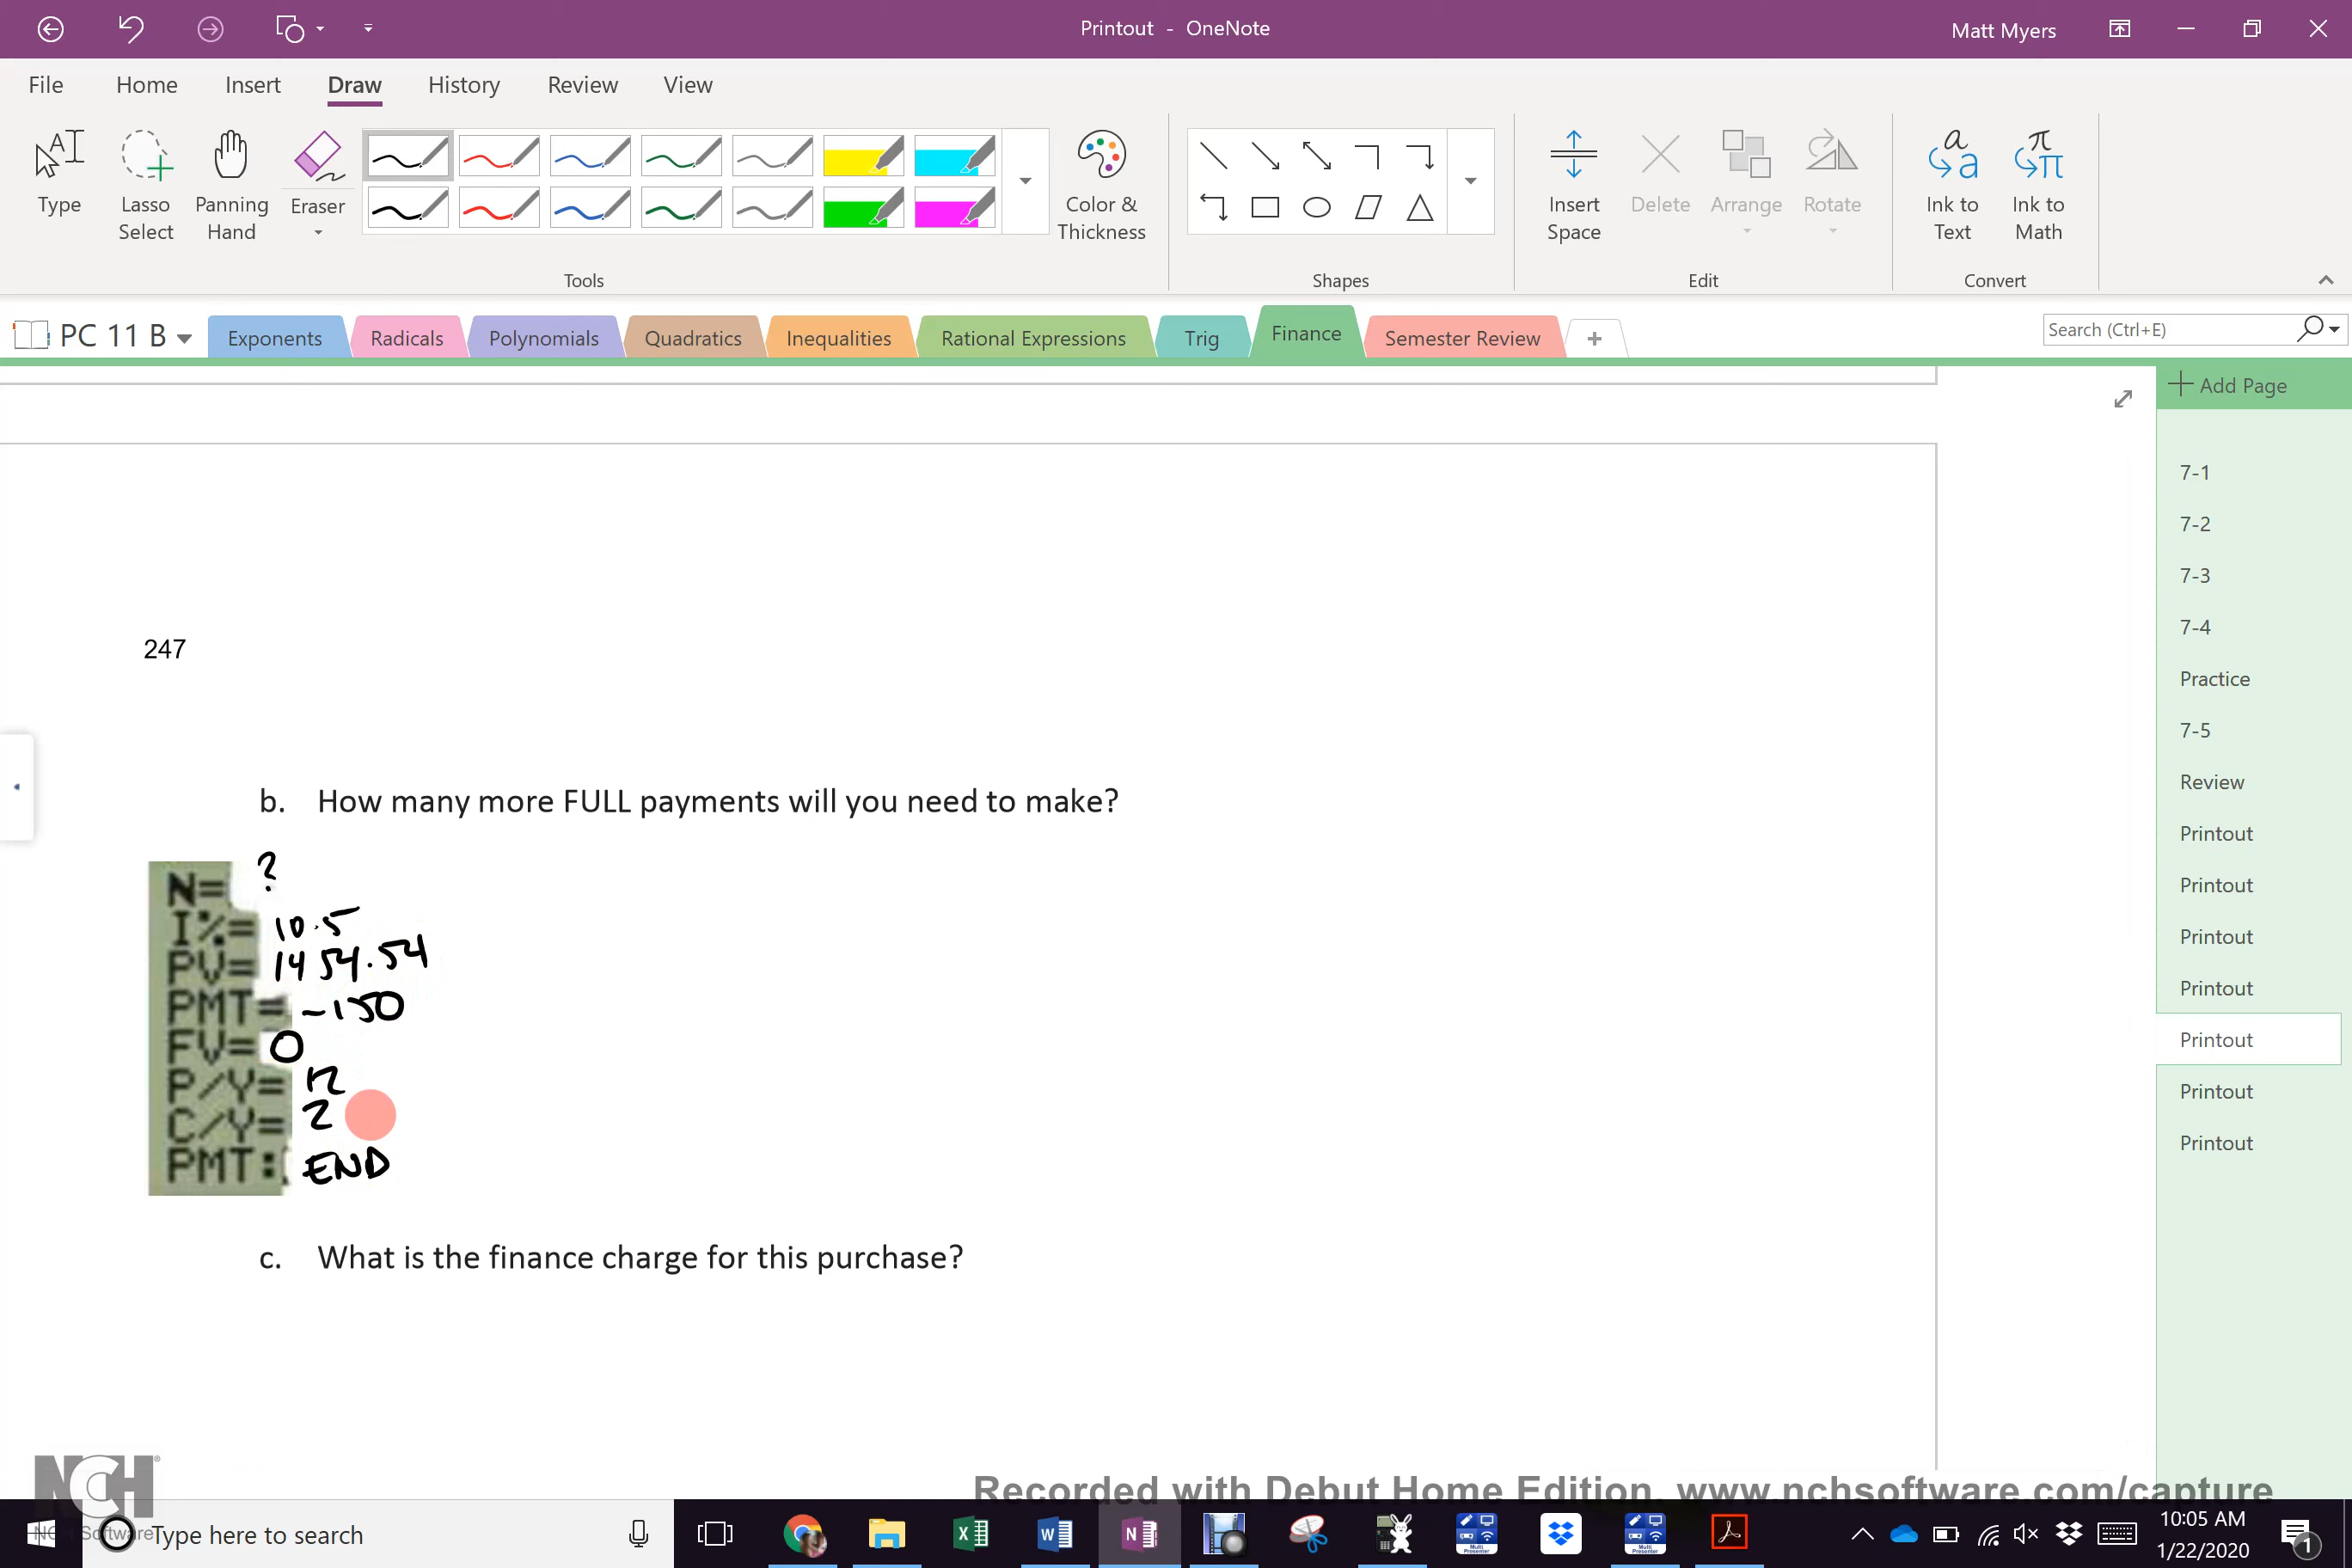 Printout - OneNote
Matt Myers
File Home Insert Draw History Review View
Type
Lasso Select
Panning Hand
Eraser
Color & Thickness
Insert Space
Delete
Arrange
Rotate
Ink to Text
Ink to Math
Tools
Shapes
Edit
Convert
PC 11 B
Exponents
Radicals
Polynomials
Quadratics
Inequalities
Rational Expressions
Trig
Finance
Semester Review
Search (Ctrl+E)
Add Page
7-1
7-2
7-3
7-4
Practice
7-5
Review
Printout
Printout
Printout
Printout
Printout
Printout
Printout
247
b. How many more FULL payments will you need to make?
N= ?
I%= 10.5
PV= 1454.54
PMT= -150
FV= 0
P/Y= 12
C/Y= 2
PMT: END
c. What is the finance charge for this purchase?
NCH
NCH Software
Recorded with Debut Home Edition. www.nchsoftware.com/capture
Type here to search
10:05 AM
1/22/2020
1